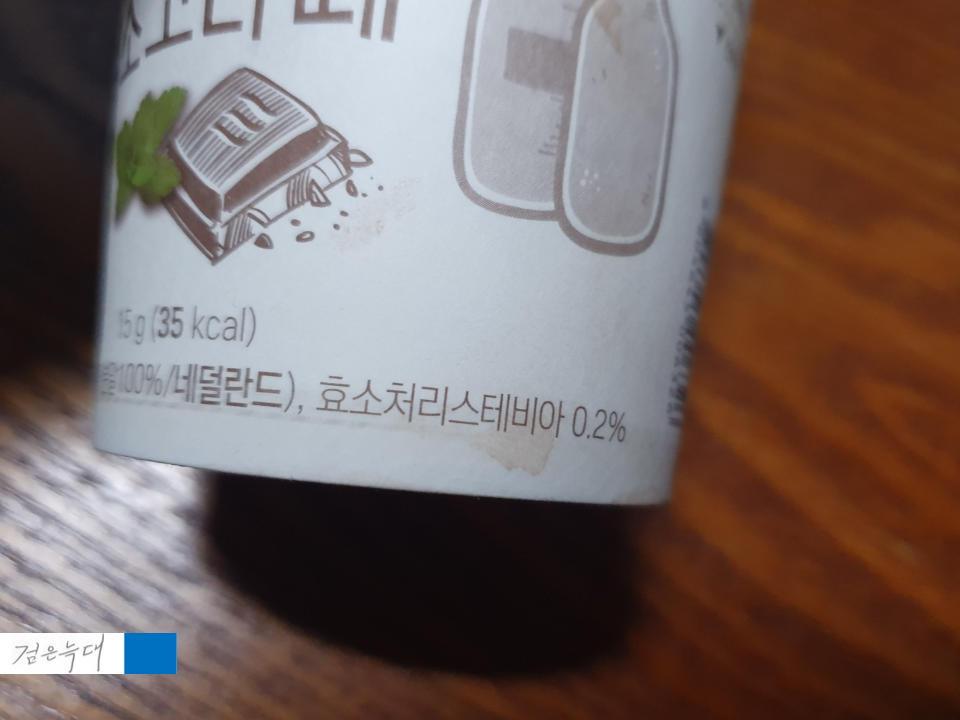 15 g (35 kcal)
100%/네덜란드), 효소처리스테비아 0.2%
검은늑대